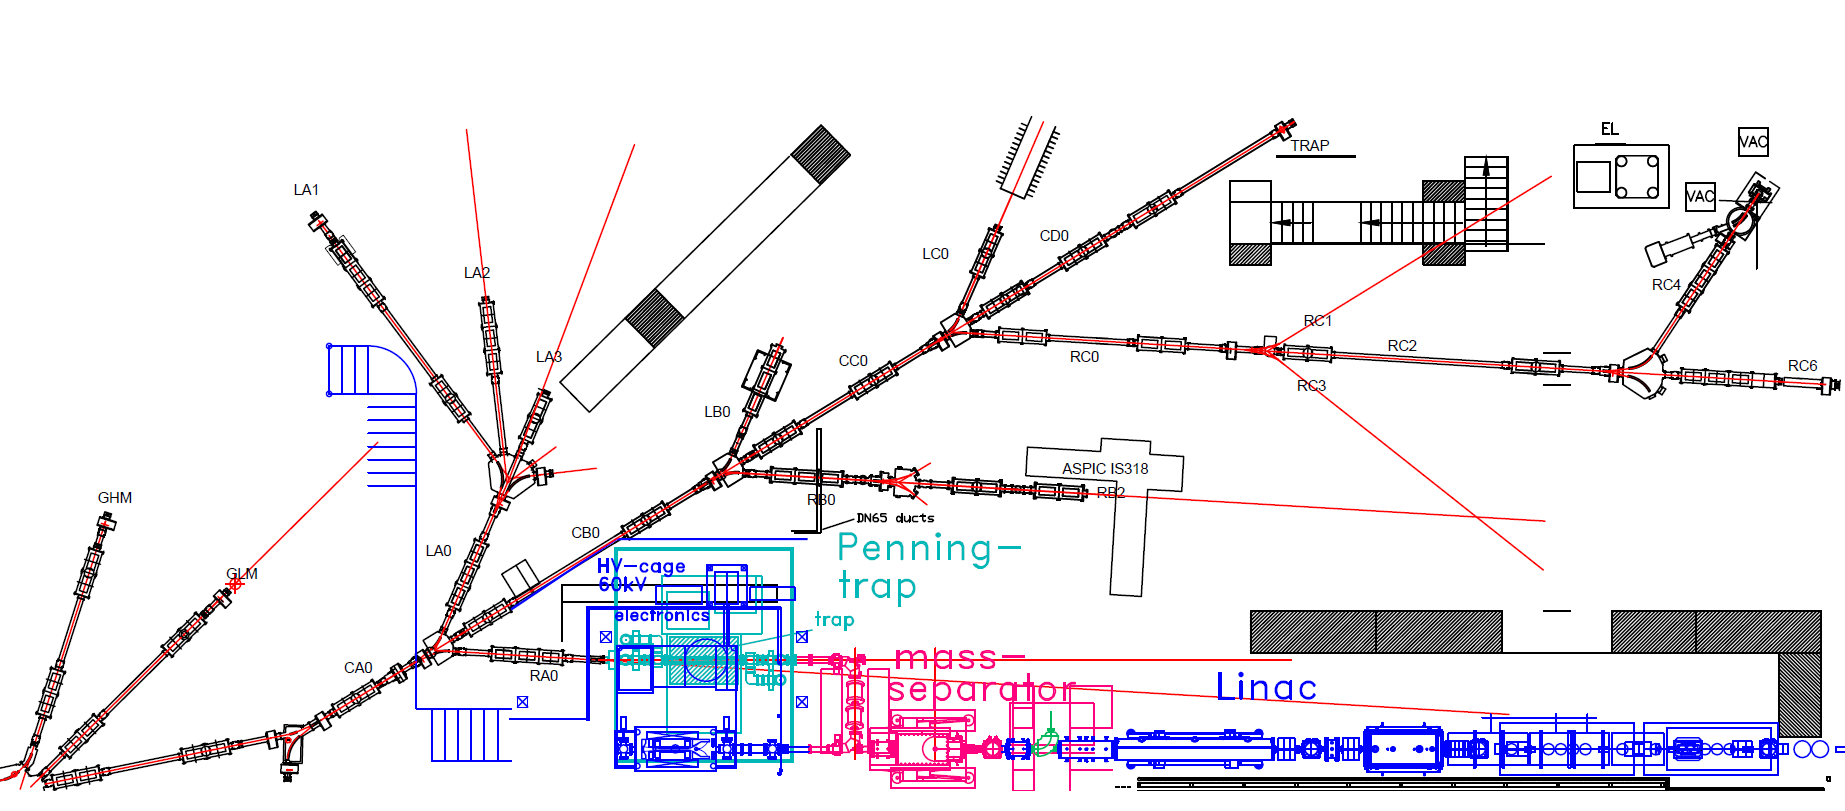 EL
VAC
TRAP
LA1
VAC
CD0
LC0
LA2
RC4
RC1
RC2
LA3
RC0
CC0
RC6
RC3
LB0
ASPIC IS318
RB2
GHM
RB0
DN65 ducts
CB0
Penning-
trap
LA0
HV-cage
60kV
GLM
electronics
trap
CA0
RA0
mass-
separator
Linac